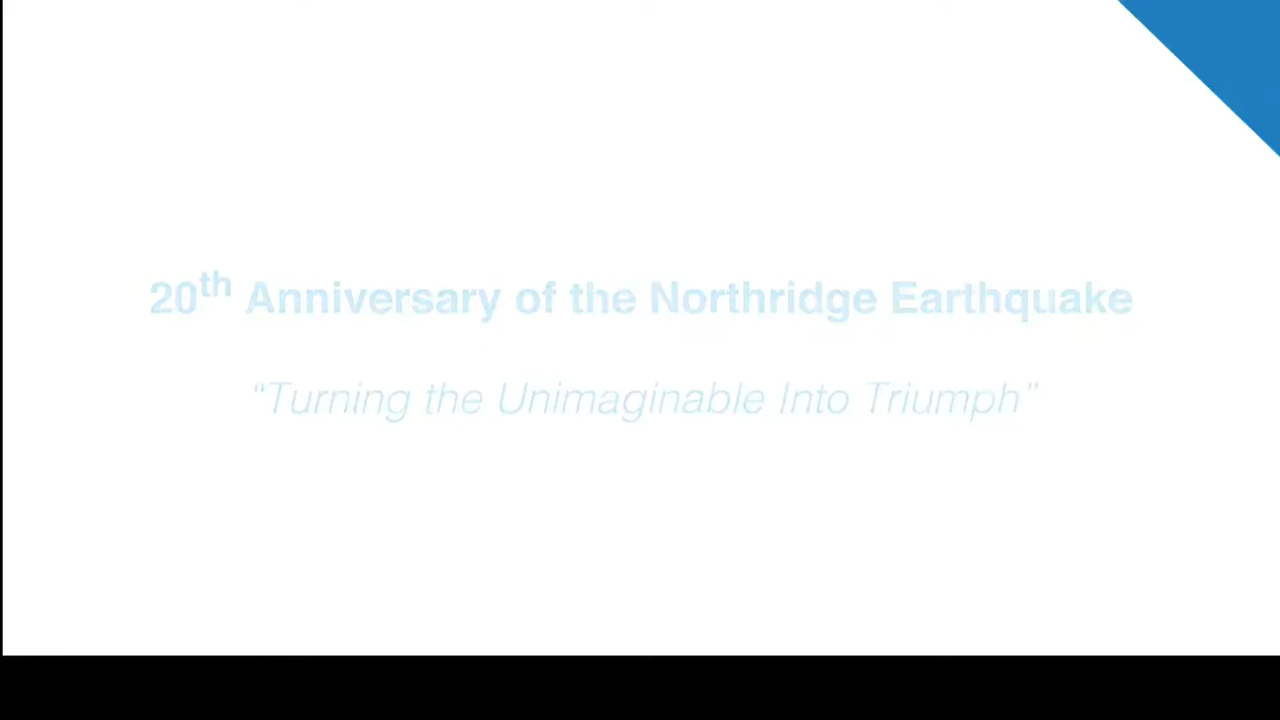 20th Anniversary of the Northridge Earthquake
“Turning the Unimaginable Into Triumph”